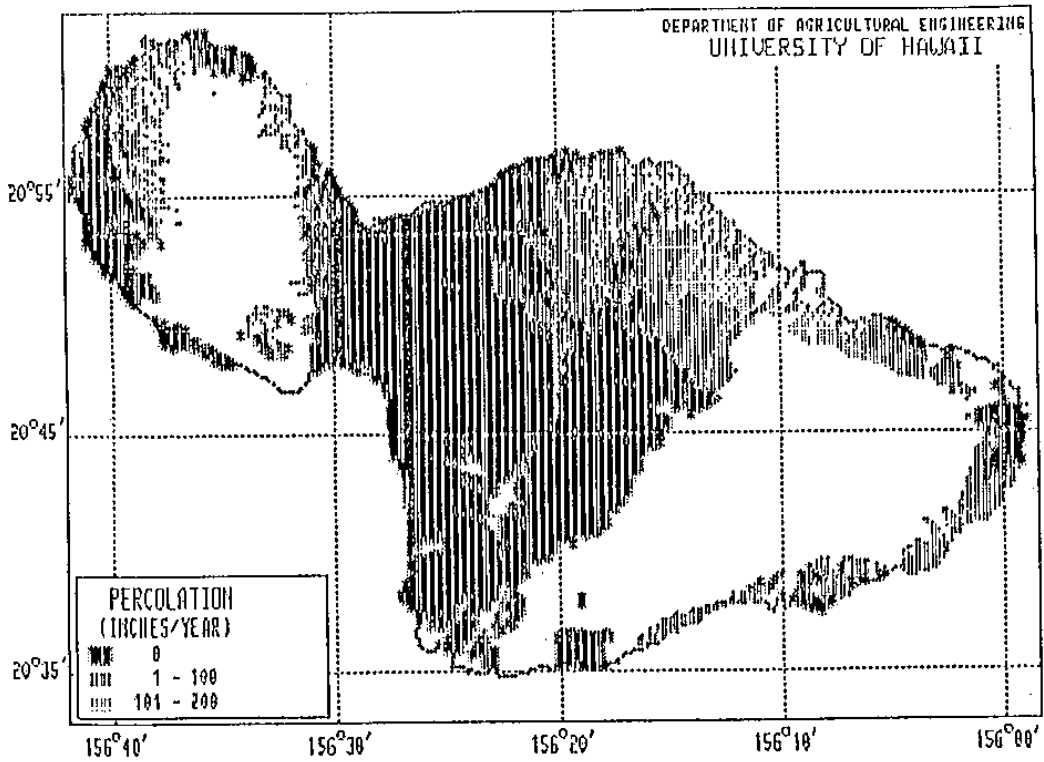 DEPARTMENT OF AGRICULTURAL ENGINEERING
UNIVERSITY OF HAWAII
20°55'
20°45'
20°35'
PERCOLATION
(INCHES/YEAR)
0
1 - 100
101 - 200
156°40'
156°30'
156°20'
156°10'
156°00'